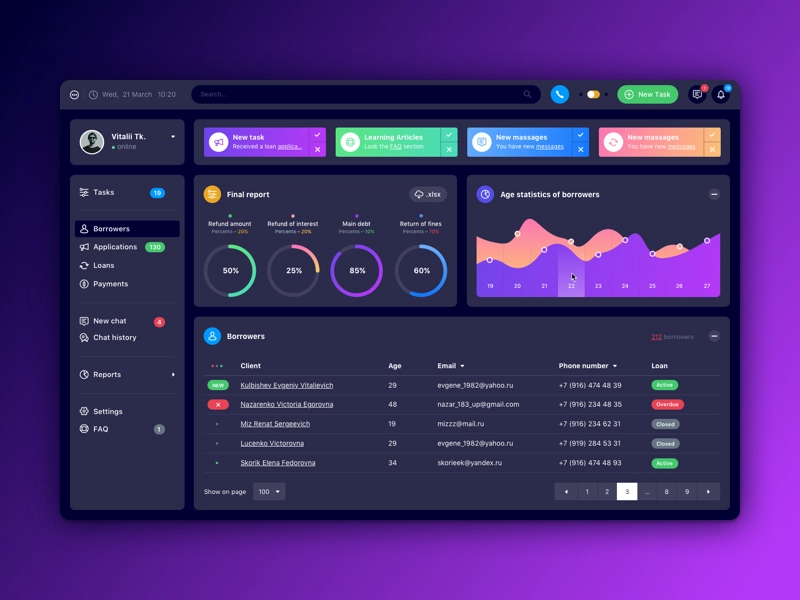 Wed, 21 March 10:20
Search...
New Task
1
Vitalii Tk.
online
New task
Received a loan applica...
Learning Articles
Look the FAQ section
New massages
You have new messages
New massages
You have new messages
Tasks 19
Borrowers
Applications 130
Loans
Payments
New chat 4
Chat history
Reports
Settings
FAQ 1
Final report .xlsx
Refund amount
Percents – 20%
50%
Refund of interest
Percents – 20%
25%
Main debt
Percents – 10%
85%
Return of fines
Percents – 70%
60%
Age statistics of borrowers
19 20 21 22 23 24 25 26 27
Borrowers 212 borrowers
Client Age Email Phone number Loan
NEW Kulbishev Evgeniy Vitalievich 29 evgene_1982@yahoo.ru +7 (916) 474 48 39 Active
Nazarenko Victoria Egorovna 48 nazar_183_up@gmail.com +7 (916) 234 48 35 Overdue
Miz Renat Sergeevich 19 mizzz@mail.ru +7 (916) 234 62 31 Closed
Lucenko Victorovna 29 evgene_1982@yahoo.ru +7 (919) 284 53 31 Closed
Skorik Elena Fedorovna 34 skorieek@yandex.ru +7 (916) 474 48 93 Active
Show on page 100
1 2 3 ... 8 9